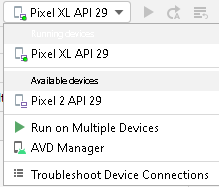 Pixel XL API 29
Running devices
Pixel XL API 29
Available devices
Pixel 2 API 29
Run on Multiple Devices
AVD Manager
Troubleshoot Device Connections